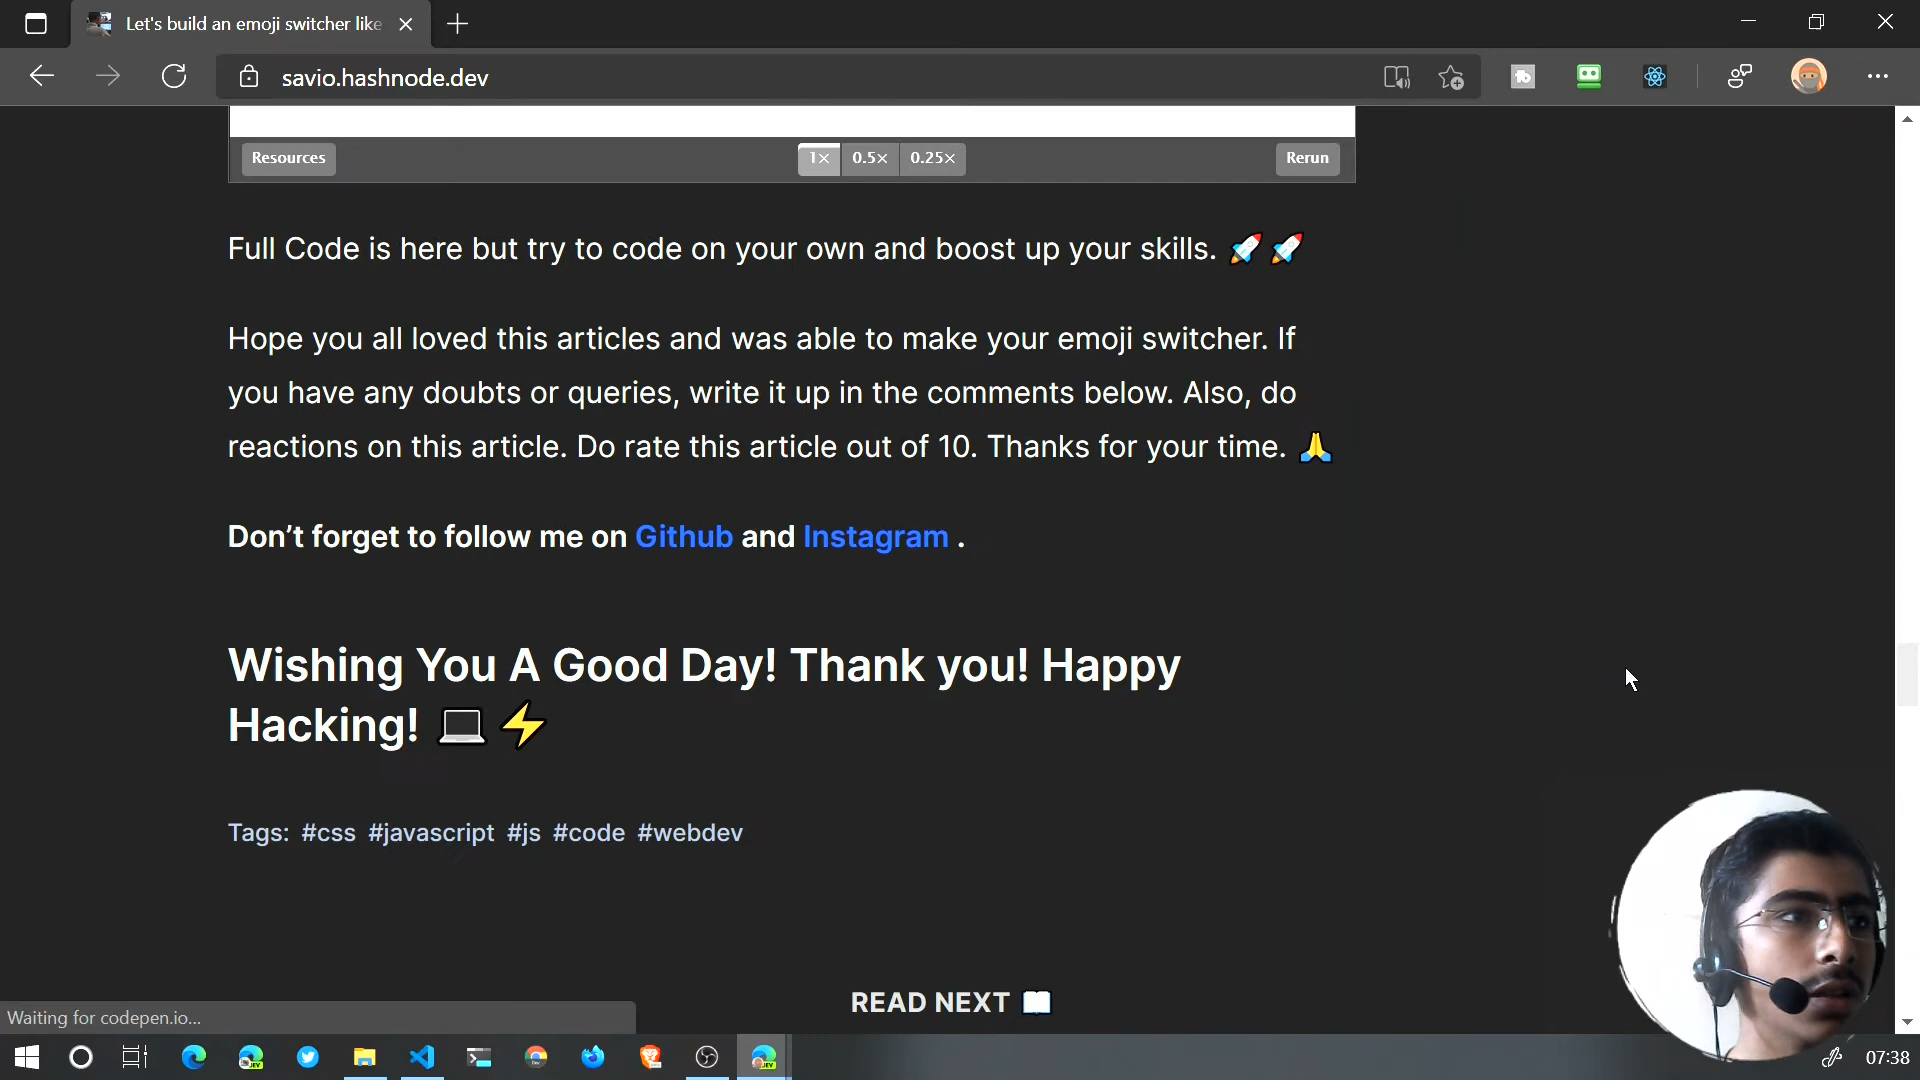 Let's build an emoji switcher like
savio.hashnode.dev
Resources
1× 0.5× 0.25×
Rerun
Full Code is here but try to code on your own and boost up your skills. 🚀 🚀
Hope you all loved this articles and was able to make your emoji switcher. If
you have any doubts or queries, write it up in the comments below. Also, do
reactions on this article. Do rate this article out of 10. Thanks for your time. 🙏
Don’t forget to follow me on Github and Instagram .
Wishing You A Good Day! Thank you! Happy
Hacking! 💻 ⚡
Tags: #css #javascript #js #code #webdev
READ NEXT 📖
Waiting for codepen.io...
07:38